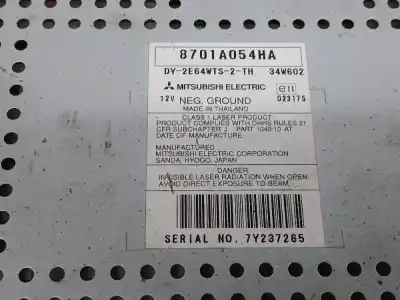 8701A054HA
DY-2E64WTS-2-TH 34W602
MITSUBISHI ELECTRIC e11
12V NEG. GROUND 023175
MADE IN THAILAND
CLASS 1 LASER PRODUCT
PRODUCT COMPLIES WITH DHHS RULES 21
CFR SUBCHAPTER J PART 1040·10 AT
DATE OF MANUFACTURE:
MANUFACTURED
MITSUBISHI ELECTRIC CORPORATION
SANDA, HYOGO, JAPAN
DANGER
INVISIBLE LASER RADIATION WHEN OPEN:
AVOID DIRECT EXPOSURE TO BEAM.
SERIAL NO. 7Y237265